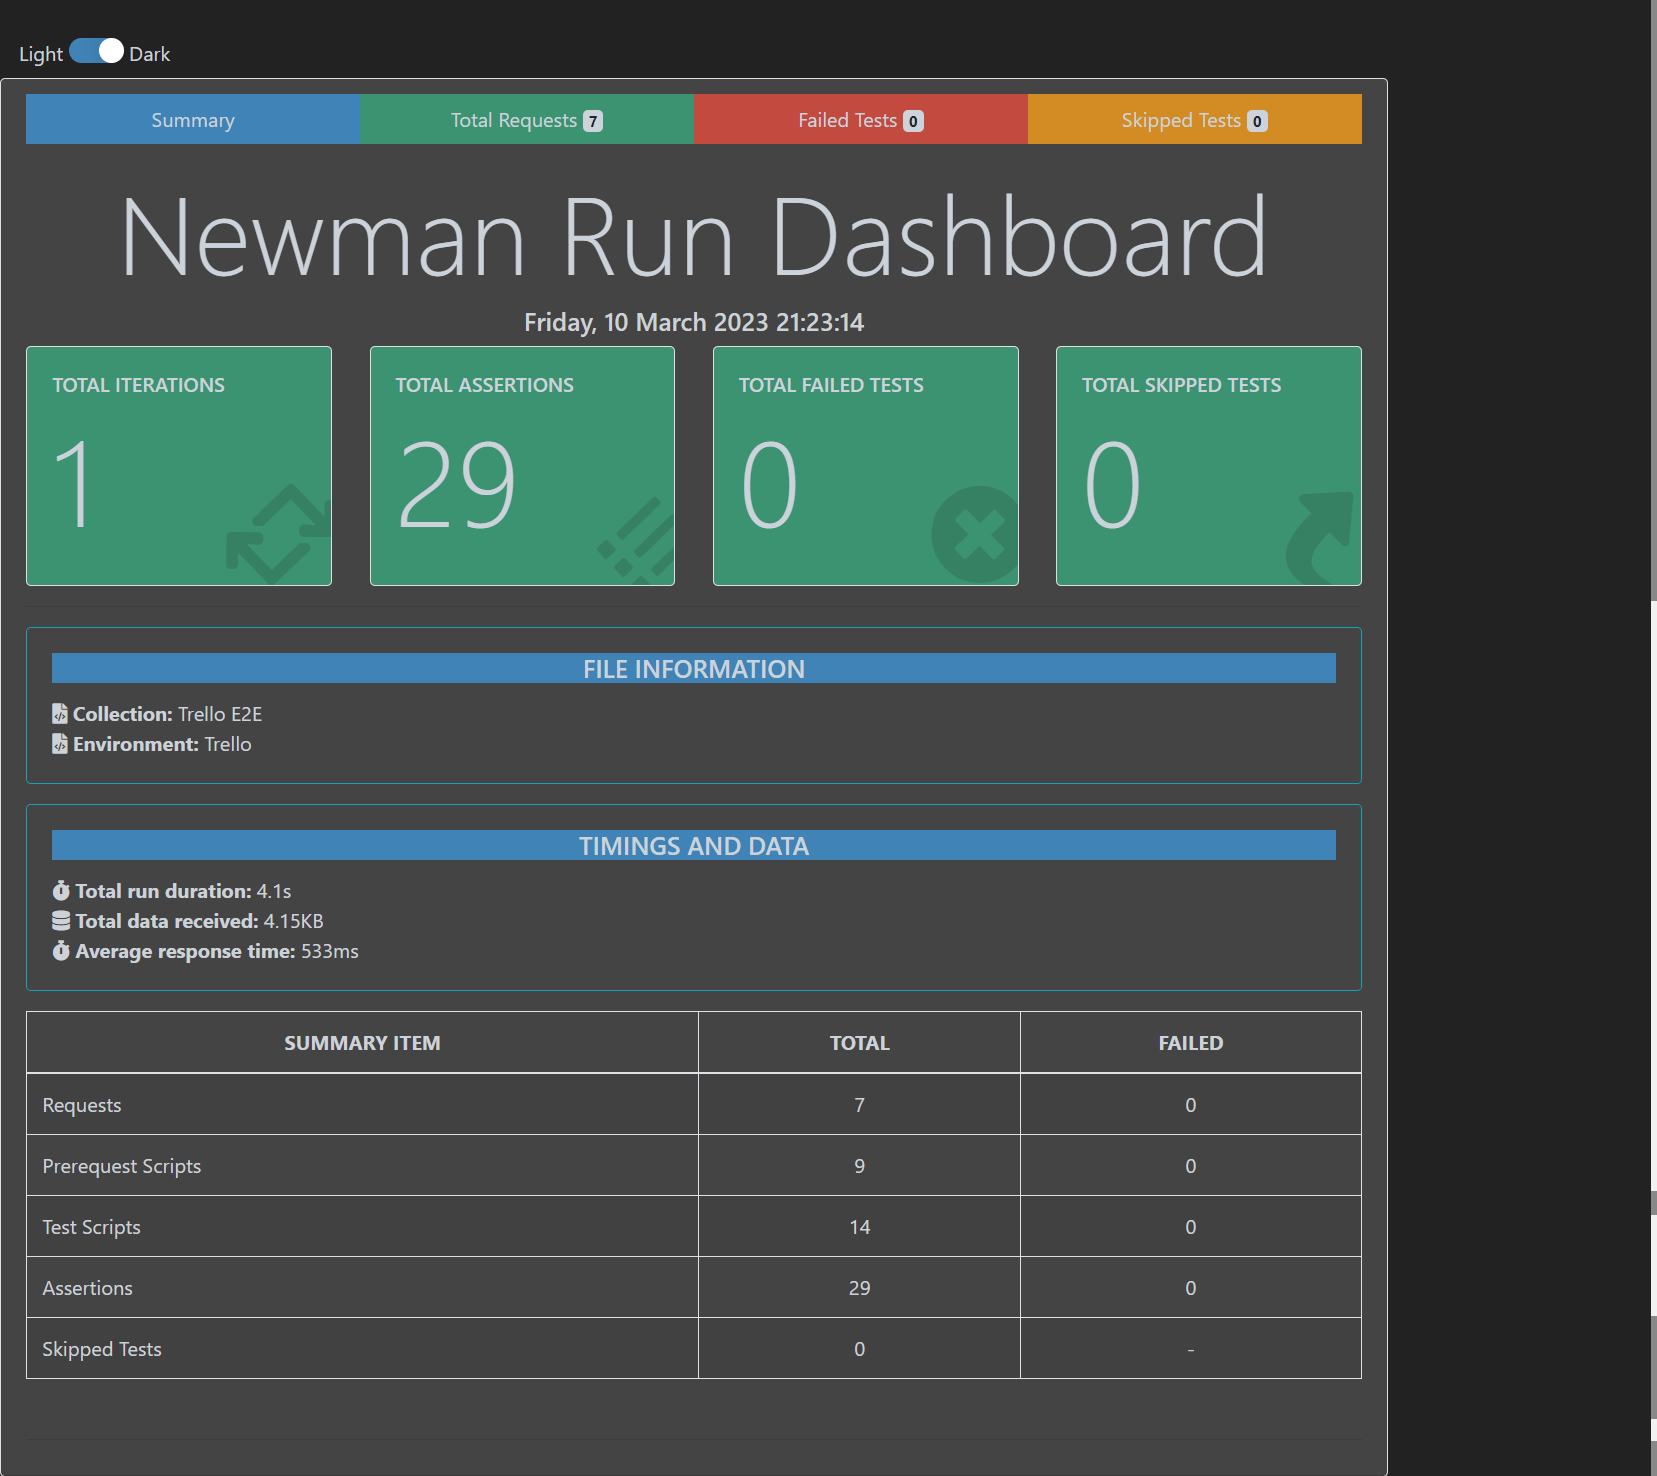 Light Dark
Summary Total Requests 7 Failed Tests 0 Skipped Tests 0
Newman Run Dashboard
Friday, 10 March 2023 21:23:14
TOTAL ITERATIONS TOTAL ASSERTIONS TOTAL FAILED TESTS TOTAL SKIPPED TESTS
1 29 0 0
FILE INFORMATION
Collection: Trello E2E
Environment: Trello
TIMINGS AND DATA
Total run duration: 4.1s
Total data received: 4.15KB
Average response time: 533ms
SUMMARY ITEM TOTAL FAILED
Requests 7 0
Prerequest Scripts 9 0
Test Scripts 14 0
Assertions 29 0
Skipped Tests 0 -